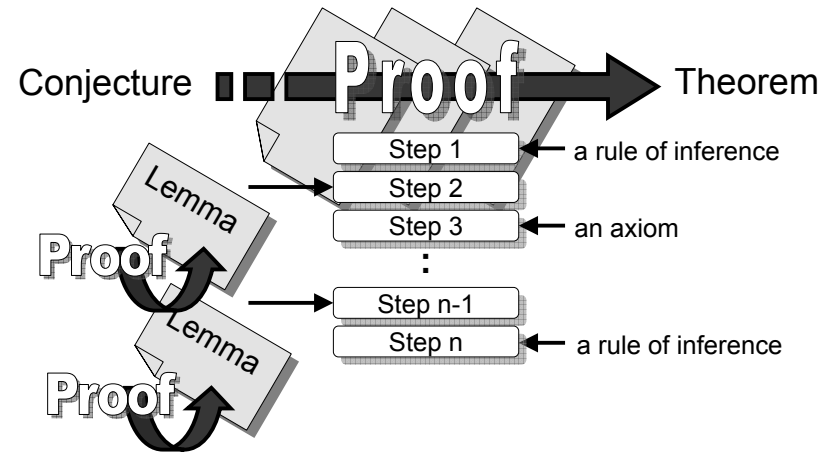 Conjecture
Proof
Theorem
Step 1
a rule of inference
Lemma
Step 2
Step 3
an axiom
Proof
:
Step n-1
Lemma
Step n
a rule of inference
Proof